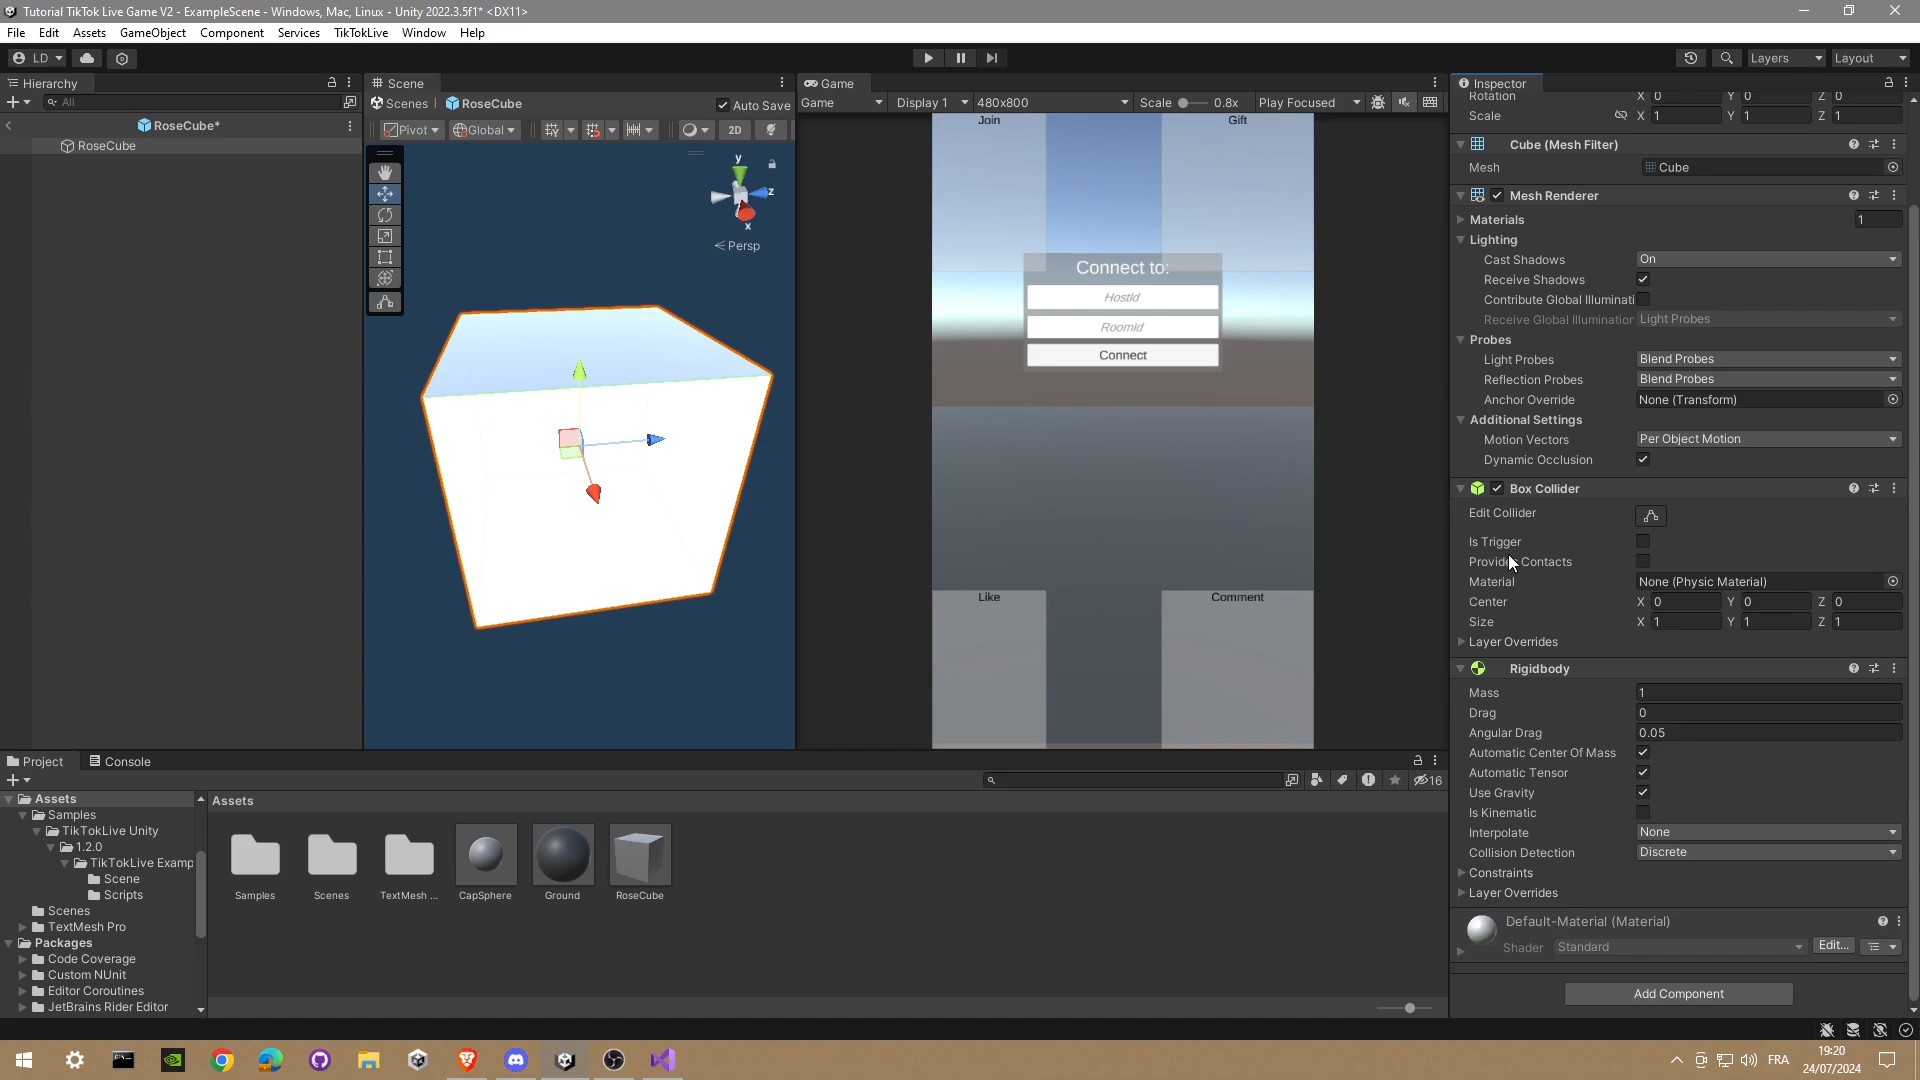 Tutorial TikTok Live Game V2 - ExampleScene - Windows, Mac, Linux - Unity 2022.3.5f1* <DX11>
File Edit Assets GameObject Component Services TikTokLive Window Help
LD Layers Layout
Hierarchy
All
RoseCube*
RoseCube
Scene
Scenes RoseCube Auto Save
Pivot Global 2D
y
z
x
Persp
Game
Game Display 1 480x800 Scale 0.8x Play Focused
Join Gift
Connect to:
HostId
RoomId
Connect
Like Comment
Inspector
Rotation X 0 Y 0 Z 0
Scale X 1 Y 1 Z 1
Cube (Mesh Filter)
Mesh Cube
Mesh Renderer
Materials 1
Lighting
Cast Shadows On
Receive Shadows
Contribute Global Illuminati
Receive Global Illumination Light Probes
Probes
Light Probes Blend Probes
Reflection Probes Blend Probes
Anchor Override None (Transform)
Additional Settings
Motion Vectors Per Object Motion
Dynamic Occlusion
Box Collider
Edit Collider
Is Trigger
Provides Contacts
Material None (Physic Material)
Center X 0 Y 0 Z 0
Size X 1 Y 1 Z 1
Layer Overrides
Rigidbody
Mass 1
Drag 0
Angular Drag 0.05
Automatic Center Of Mass
Automatic Tensor
Use Gravity
Is Kinematic
Interpolate None
Collision Detection Discrete
Constraints
Layer Overrides
Default-Material (Material)
Shader Standard Edit...
Add Component
Project Console
16
Assets
Samples
TikTokLive Unity
1.2.0
TikTokLive Examp
Scene
Scripts
Scenes
TextMesh Pro
Packages
Code Coverage
Custom NUnit
Editor Coroutines
JetBrains Rider Editor
Assets
Samples Scenes TextMesh ... CapSphere Ground RoseCube
FRA
19:20
24/07/2024